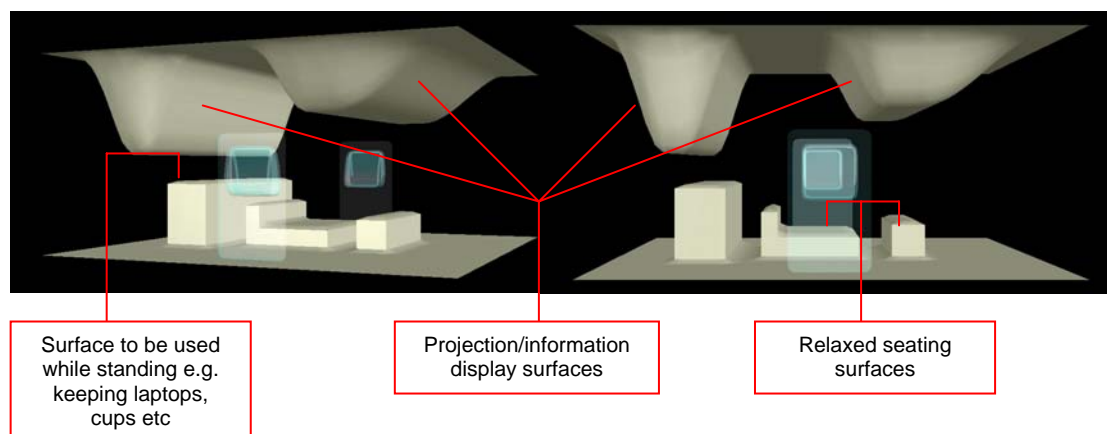 Surface to be used
while standing e.g.
keeping laptops,
cups etc
Projection/information
display surfaces
Relaxed seating
surfaces